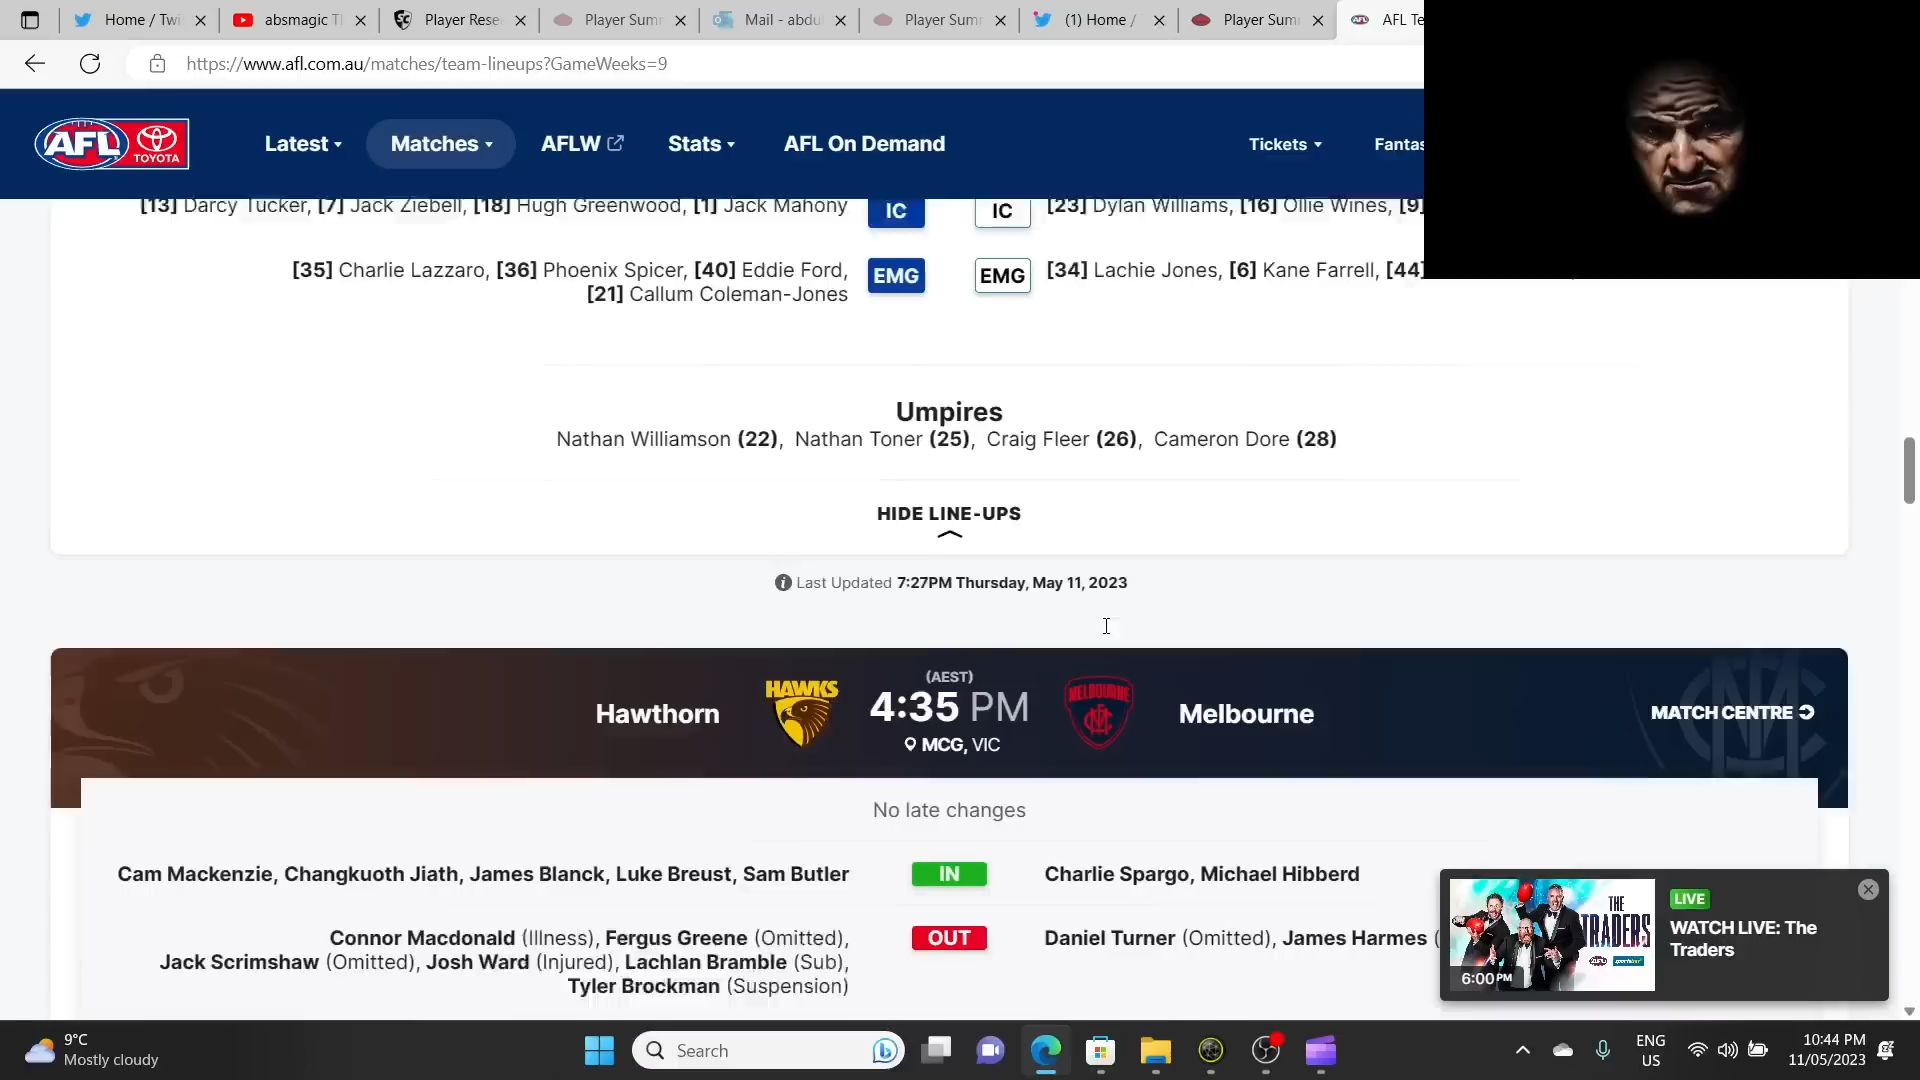 Home / Twi
absmagic Tl
Player Rese
Player Sum
Mail - abdu
Player Sum
(1) Home /
Player Sum
AFL Te
https://www.afl.com.au/matches/team-lineups?GameWeeks=9
AFL TOYOTA
Latest
Matches
AFLW
Stats
AFL On Demand
Tickets
Fantas
[13] Darcy Tucker, [7] Jack Ziebell, [18] Hugh Greenwood, [1] Jack Mahony
IC
IC
[23] Dylan Williams, [16] Ollie Wines, [9]
[35] Charlie Lazzaro, [36] Phoenix Spicer, [40] Eddie Ford,
[21] Callum Coleman-Jones
EMG
EMG
[34] Lachie Jones, [6] Kane Farrell, [44]
Umpires
Nathan Williamson (22), Nathan Toner (25), Craig Fleer (26), Cameron Dore (28)
HIDE LINE-UPS
Last Updated 7:27PM Thursday, May 11, 2023
Hawthorn
HAWKS
(AEST)
4:35 PM
MCG, VIC
MELBOURNE
Melbourne
MATCH CENTRE
No late changes
Cam Mackenzie, Changkuoth Jiath, James Blanck, Luke Breust, Sam Butler
IN
Charlie Spargo, Michael Hibberd
Connor Macdonald (Illness), Fergus Greene (Omitted),
Jack Scrimshaw (Omitted), Josh Ward (Injured), Lachlan Bramble (Sub),
Tyler Brockman (Suspension)
OUT
Daniel Turner (Omitted), James Harmes (
THE
TRADERS
6:00PM
LIVE
WATCH LIVE: The
Traders
9°C
Mostly cloudy
Search
ENG
US
10:44 PM
11/05/2023